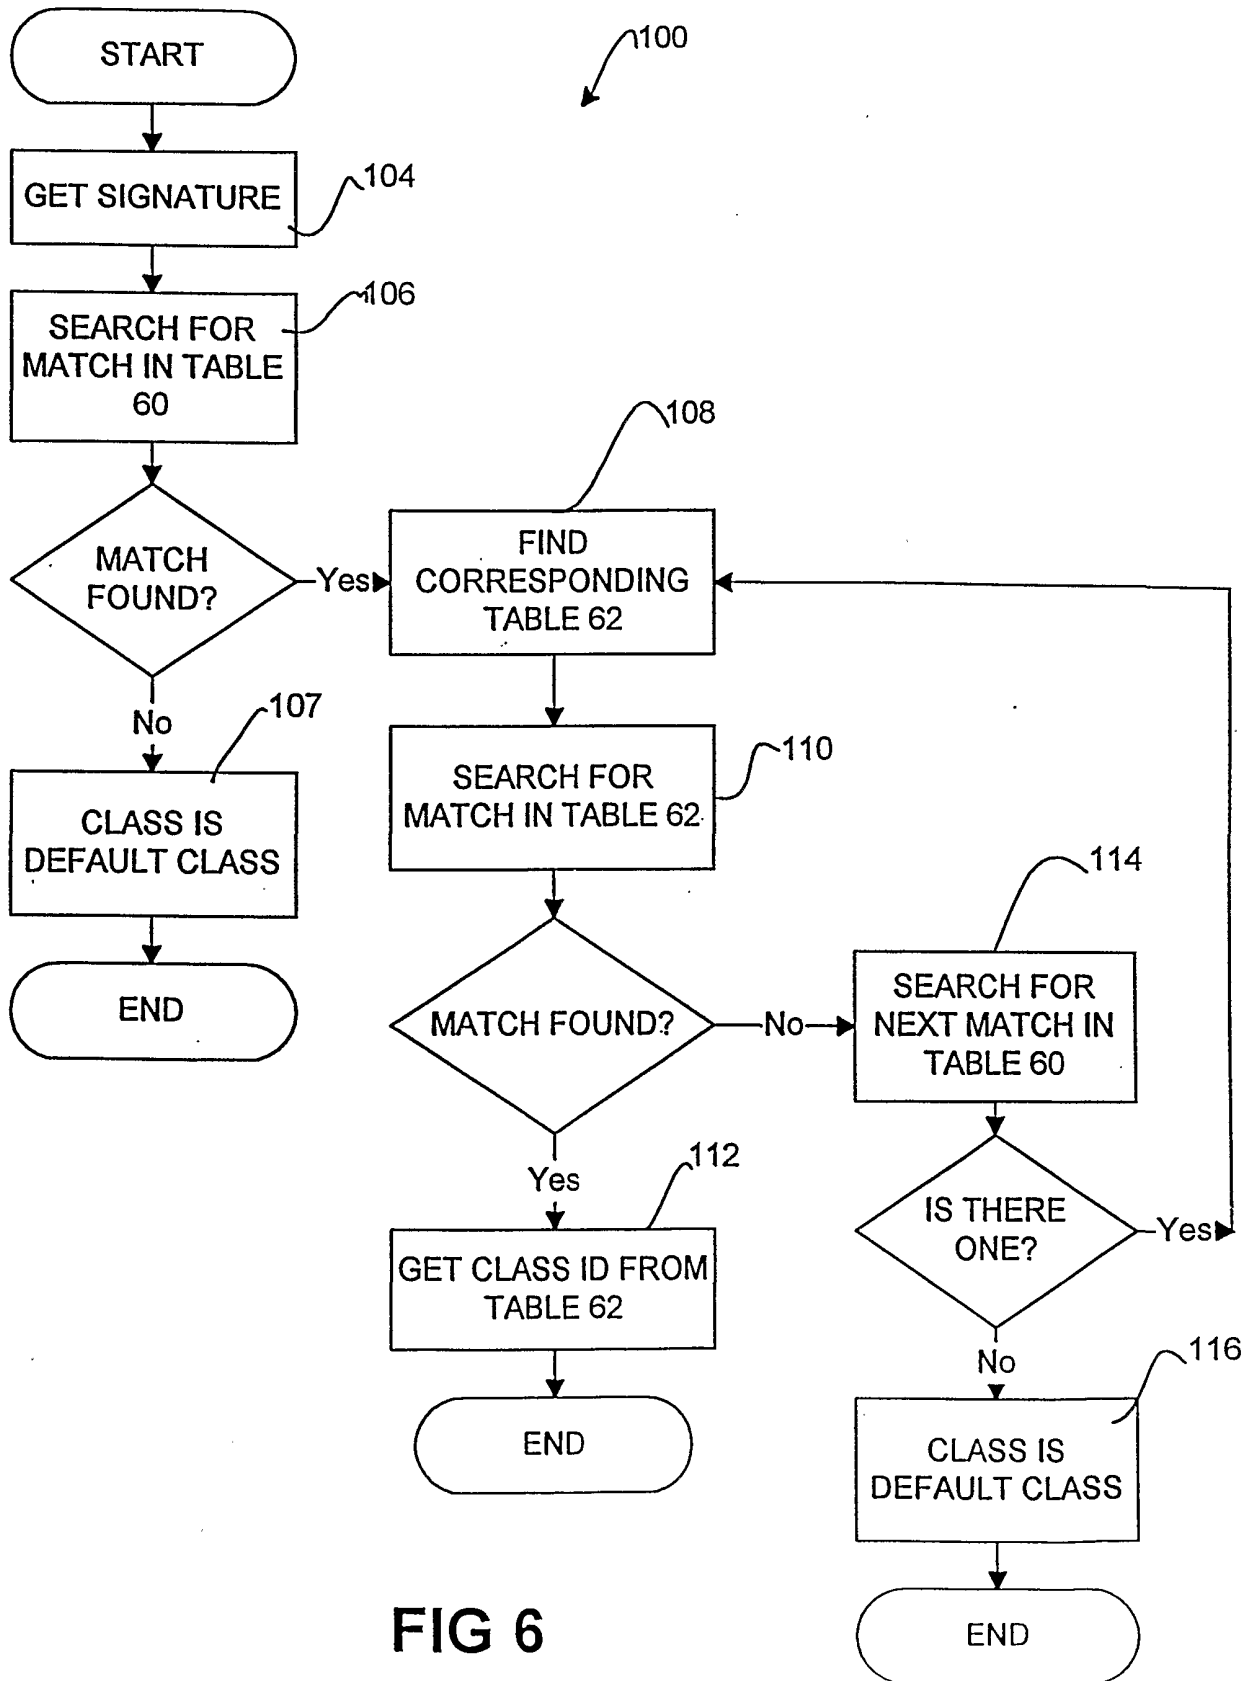 START
100
GET SIGNATURE
104
SEARCH FOR
MATCH IN TABLE
60
106
MATCH
FOUND?
Yes
No
107
CLASS IS
DEFAULT CLASS
END
108
FIND
CORRESPONDING
TABLE 62
110
SEARCH FOR
MATCH IN TABLE 62
MATCH FOUND?
No
Yes
112
GET CLASS ID FROM
TABLE 62
END
114
SEARCH FOR
NEXT MATCH IN
TABLE 60
IS THERE
ONE?
Yes
No
116
CLASS IS
DEFAULT CLASS
END
FIG 6